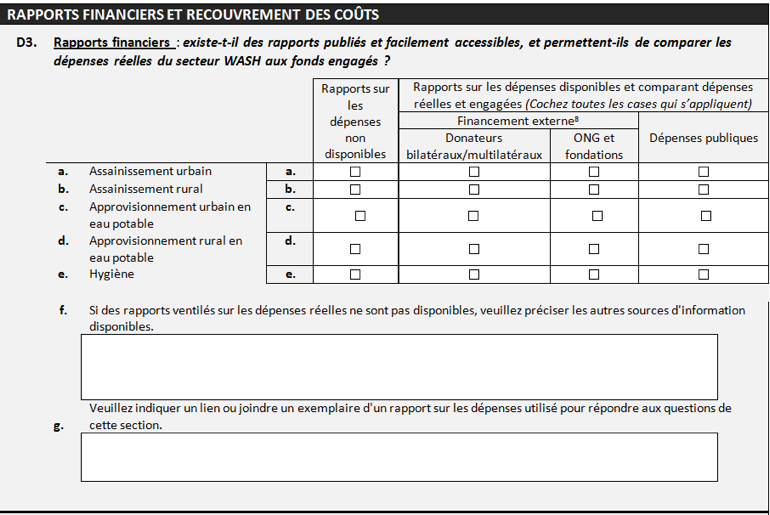 RAPPORTS FINANCIERS ET RECOUVREMENT DES COÛTS
D3. Rapports financiers : existe-t-il des rapports publiés et facilement accessibles, et permettent-ils de comparer les
dépenses réelles du secteur WASH aux fonds engagés ?
Rapports sur
les
dépenses
non
disponibles
Rapports sur les dépenses disponibles et comparant dépenses
réelles et engagées (Cochez toutes les cases qui s'appliquent)
Financement externe⁸
Donateurs
bilatéraux/multilatéraux
ONG et
fondations
Dépenses publiques
a. Assainissement urbain a. ☐ ☐ ☐ ☐
b. Assainissement rural b. ☐ ☐ ☐ ☐
c. Approvisionnement urbain en c. ☐ ☐ ☐ ☐
eau potable
d. Approvisionnement rural en d. ☐ ☐ ☐ ☐
eau potable
e. Hygiène e. ☐ ☐ ☐ ☐
f. Si des rapports ventilés sur les dépenses réelles ne sont pas disponibles, veuillez préciser les autres sources d'information
disponibles.
Veuillez indiquer un lien ou joindre un exemplaire d'un rapport sur les dépenses utilisé pour répondre aux questions de
g. cette section.